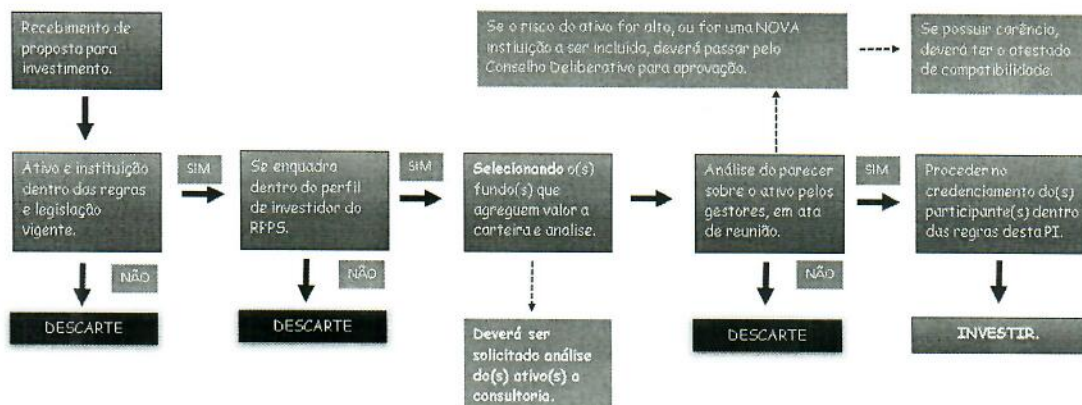 Recebimento de
proposta para
investimento.
Se o risco do ativo for alto, ou for uma NOVA
instiuição a ser incluída, deverá passar pelo
Conselho Deliberativo para aprovação.
Se possuir carência,
deverá ter o atestado
de compatibilidade.
Ativo e instituição
dentro das regras
e legislação
vigente.
SIM
Se enquadra
dentro do perfil
de investidor do
RPPS.
SIM
Selecionando o(s)
fundo(s) que
agreguem valor a
carteira e analise.
Análise do parecer
sobre o ativo pelos
gestores, em ata
de reunião.
SIM
Proceder no
credenciamento do(s)
participante(s) dentro
das regras desta PI.
NÃO
NÃO
NÃO
DESCARTE
DESCARTE
Deverá ser
solicitado análise
do(s) ativo(s) a
consultoria.
DESCARTE
INVESTIR.